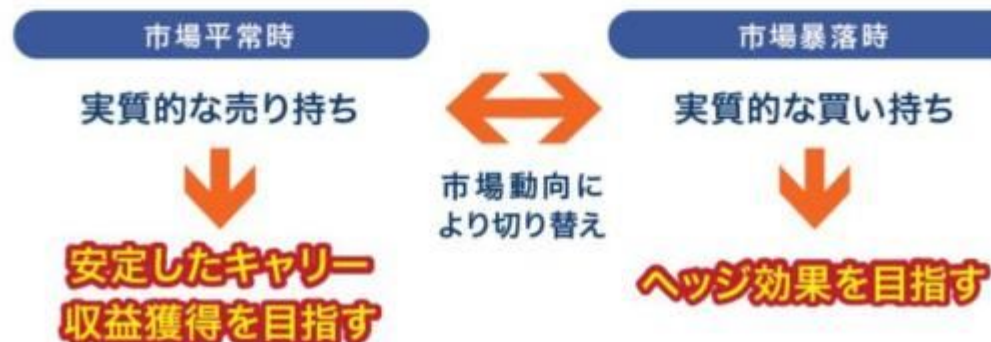 市場平常時
実質的な売り持ち
安定したキャリー
収益獲得を目指す
市場動向に
より切り替え
市場暴落時
実質的な買い持ち
ヘッジ効果を目指す